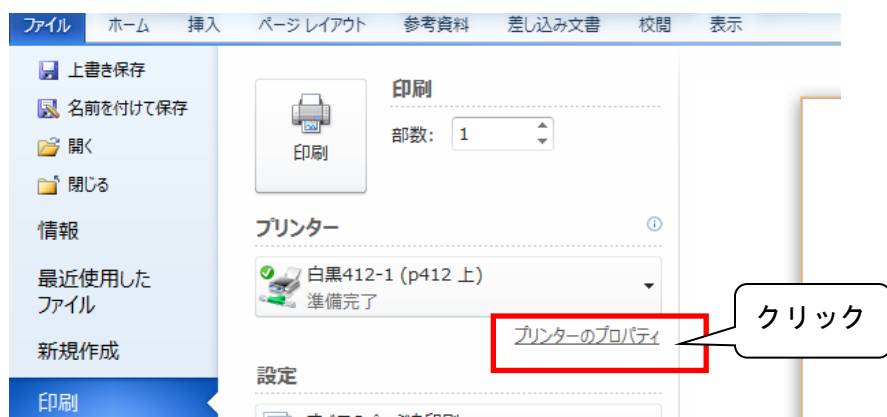 ファイル ホーム 挿入 ページ レイアウト 参考資料 差し込み文書 校閲 表示
上書き保存
名前を付けて保存
開く
閉じる
情報
最近使用した
ファイル
新規作成
印刷
印刷
印刷
部数: 1
プリンター
白黒412-1 (p412 上)
準備完了
プリンターのプロパティ
クリック
設定